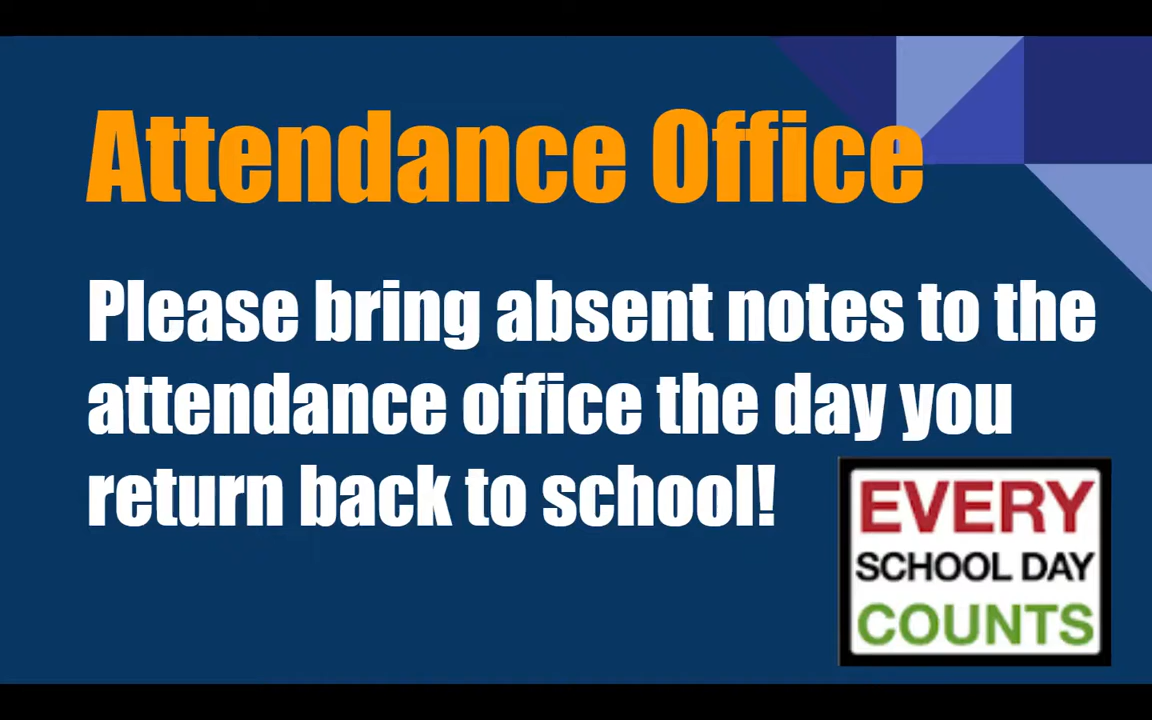 Attendance Office
Please bring absent notes to the
attendance office the day you
return back to school!
EVERY
SCHOOL DAY
COUNTS